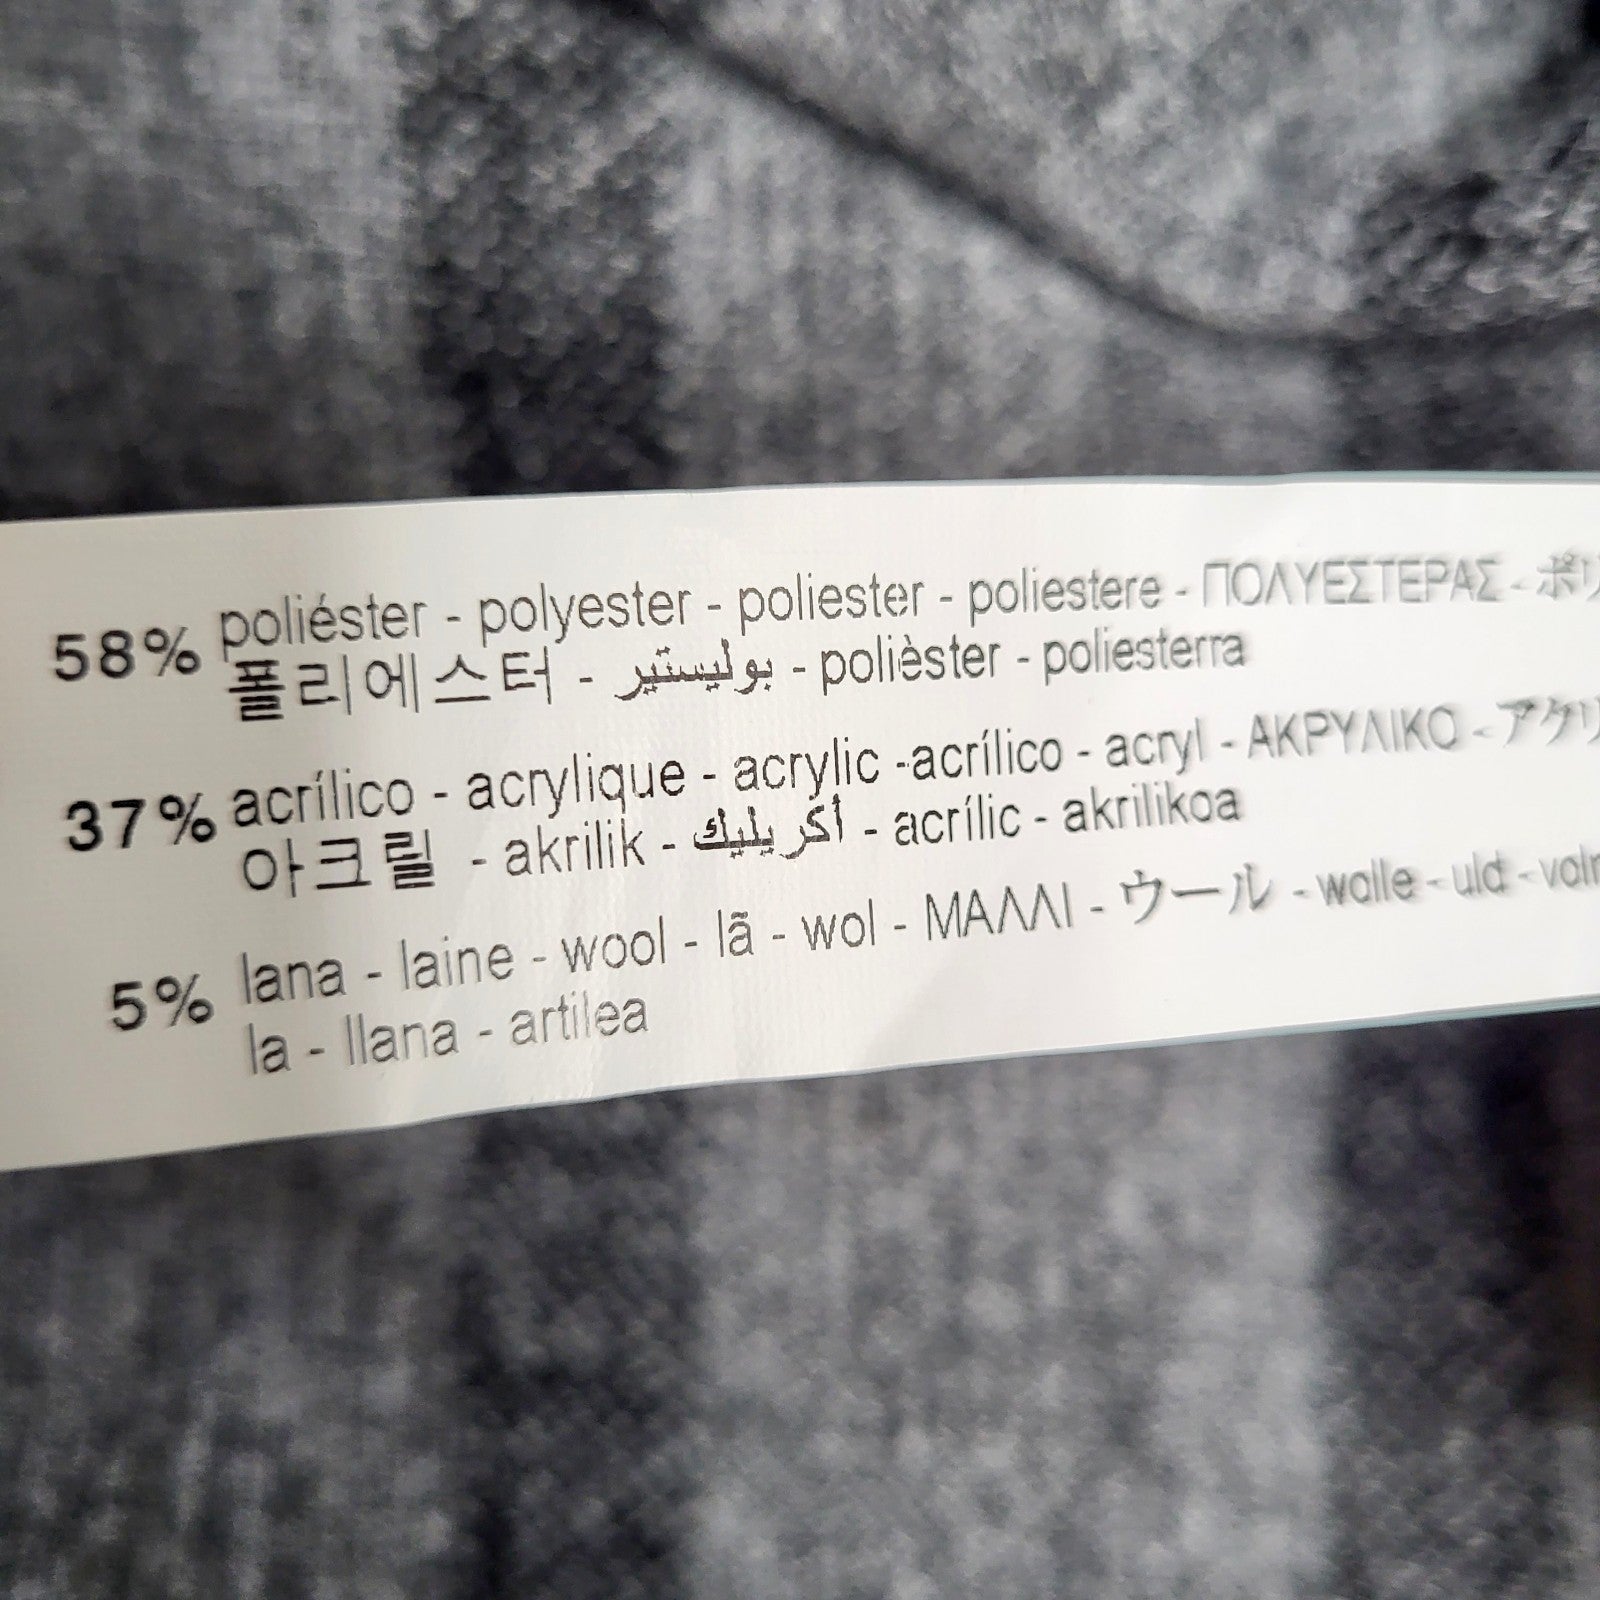 58% poliéster - polyester - poliester - poliestere - ΠΟΛΥΕΣΤΕΡΑΣ -
폴리에스터 - بوليستير - polièster - poliesterra
37% acrílico - acrylique - acrylic -acrílico - acryl - ΑΚΡΥΛΙΚΟ -
아크릴 - akrilik - أكريليك - acrílic - akrilikoa
5% lana - laine - wool - lã - wol - ΜΑΛΛΙ - ウール - wolle - uld -
la - llana - artilea